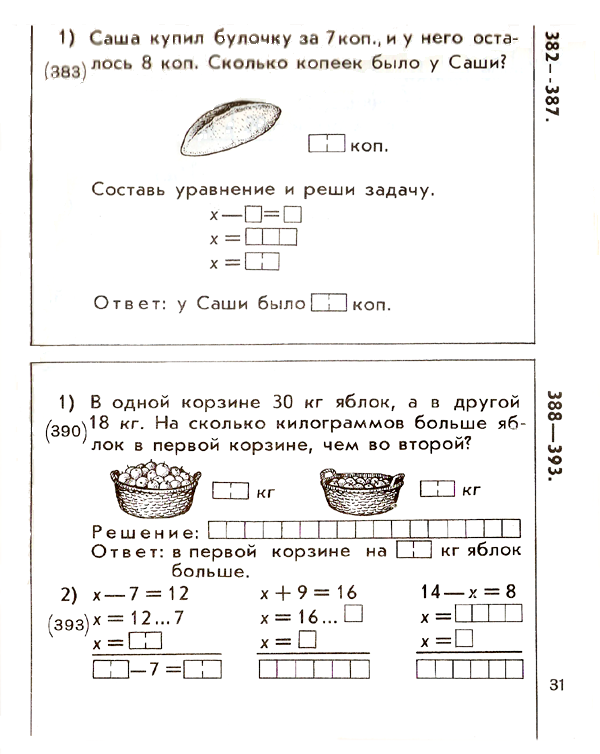 1) Саша купил булочку за 7 коп., и у него оста-
(383) лось 8 коп. Сколько копеек было у Саши?
коп.
Составь уравнение и реши задачу.
x — □ = □
x =
x =
Ответ: у Саши было коп.
382--387.
1) В одной корзине 30 кг яблок, а в другой
(390) 18 кг. На сколько килограммов больше яб-
лок в первой корзине, чем во второй?
кг кг
Решение:
Ответ: в первой корзине на кг яблок
больше.
388—393.
2) x — 7 = 12 x + 9 = 16 14 — x = 8
(393) x = 12...7 x = 16... □ x =
x = x = □ x = □
— 7 =
31